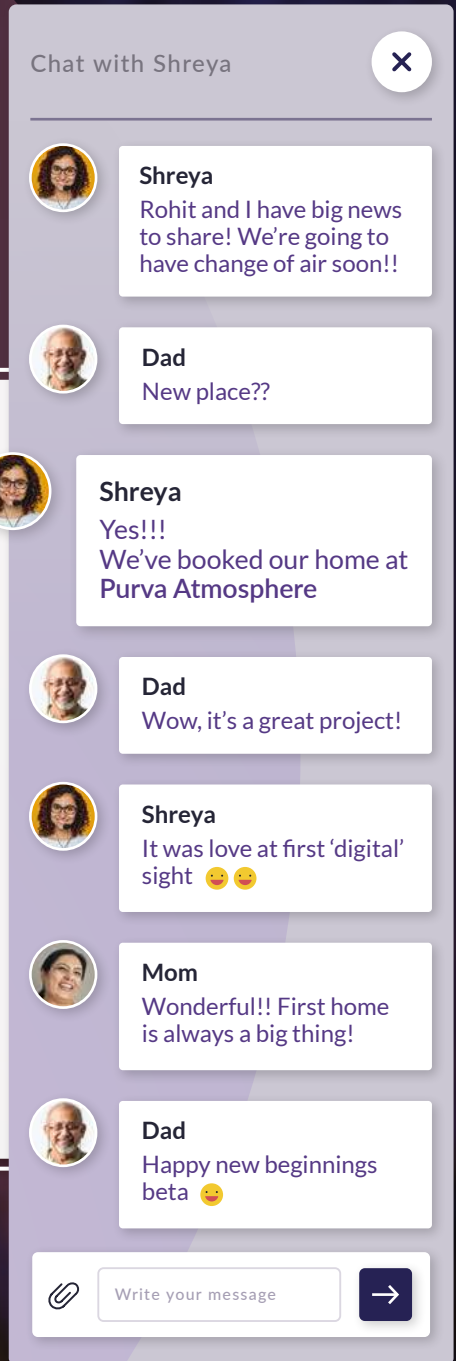 Chat with Shreya
Shreya
Rohit and I have big news
to share! We’re going to
have change of air soon!!
Dad
New place??
Shreya
Yes!!!
We’ve booked our home at
Purva Atmosphere
Dad
Wow, it’s a great project!
Shreya
It was love at first ‘digital’
sight 😀😀
Mom
Wonderful!! First home
is always a big thing!
Dad
Happy new beginnings
beta 😀
Write your message